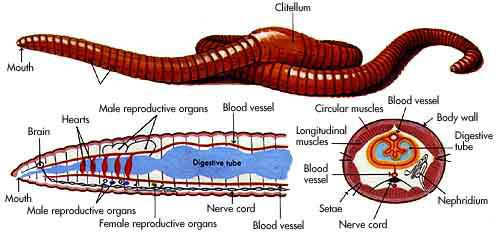 Clitellum
Mouth
Male reproductive organs
Hearts
Blood vessel
Brain
Digestive tube
Mouth
Male reproductive organs
Female reproductive organs
Nerve cord
Blood vessel
Circular muscles
Blood vessel
Body wall
Longitudinal
muscles
Digestive
tube
Blood
vessel
Setae
Nerve cord
Nephridium